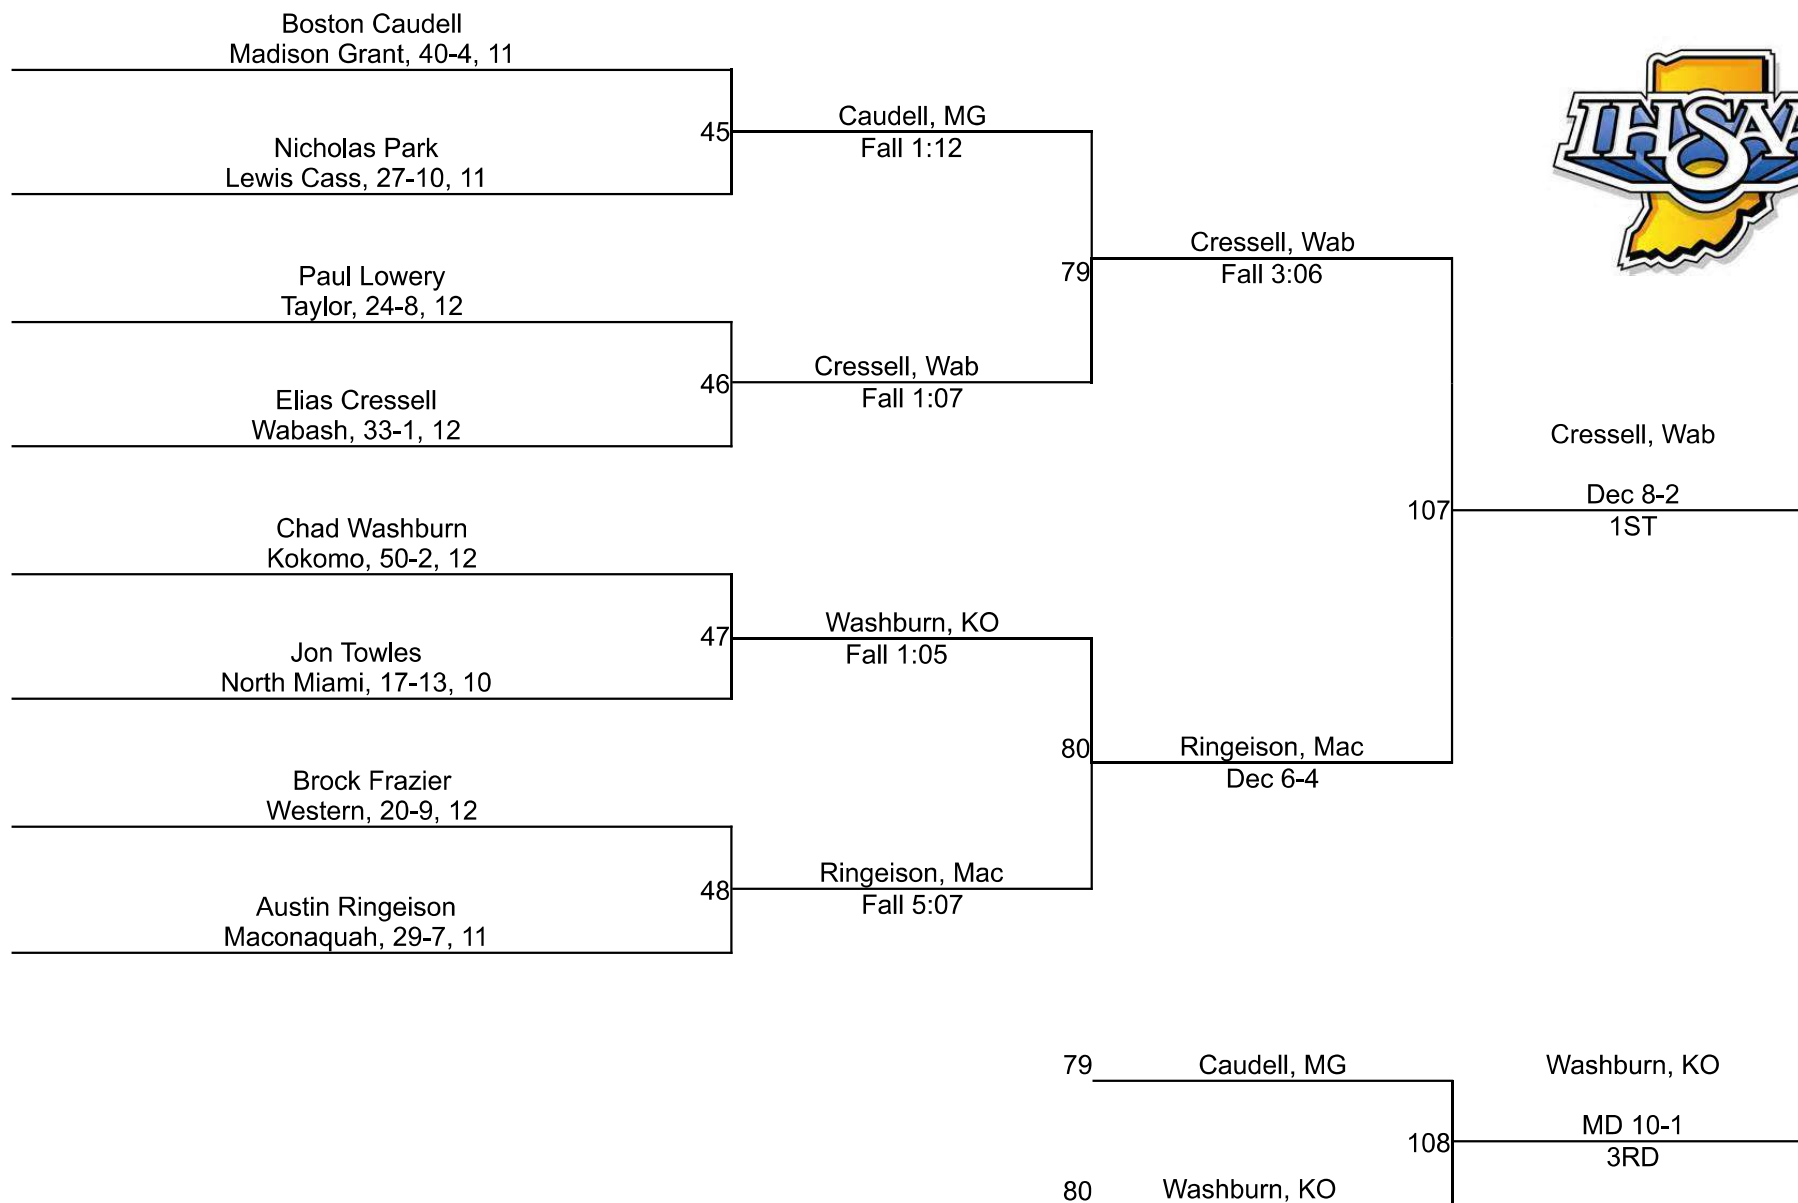 Boston Caudell
Madison Grant, 40-4, 11
45
Caudell, MG
Fall 1:12
Nicholas Park
Lewis Cass, 27-10, 11
IHSAA
79
Cressell, Wab
Fall 3:06
Paul Lowery
Taylor, 24-8, 12
46
Cressell, Wab
Fall 1:07
Elias Cressell
Wabash, 33-1, 12
107
Cressell, Wab
Dec 8-2
1ST
Chad Washburn
Kokomo, 50-2, 12
47
Washburn, KO
Fall 1:05
Jon Towles
North Miami, 17-13, 10
80
Ringeison, Mac
Dec 6-4
Brock Frazier
Western, 20-9, 12
48
Ringeison, Mac
Fall 5:07
Austin Ringeison
Maconaquah, 29-7, 11
79
Caudell, MG
108
Washburn, KO
MD 10-1
3RD
80
Washburn, KO